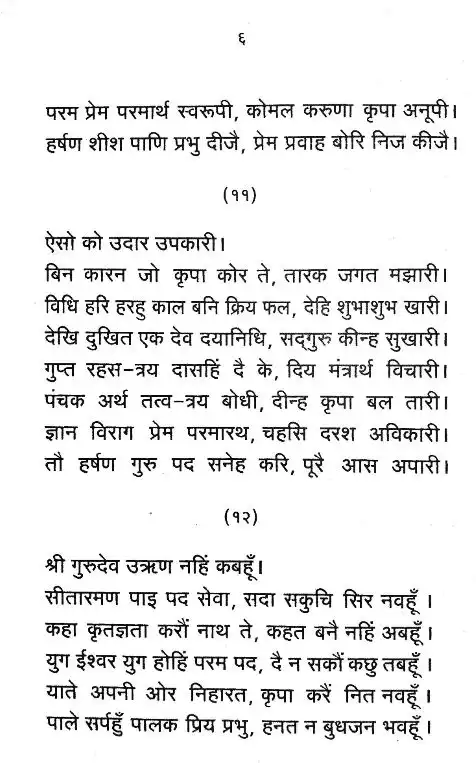 ६
परम प्रेम परमार्थ स्वरूपी, कोमल करुणा कृपा अनूपी।
हर्षण शीश पाणि प्रभु दीजै, प्रेम प्रवाह बोरि निज कीजै।
(११)
ऐसो को उदार उपकारी।
बिन कारन जो कृपा कोर ते, तारक जगत मझारी।
विधि हरि हरहु काल बनि क्रिय फल, देहि शुभाशुभ खारी।
देखि दुखित एक देव दयानिधि, सद्गुरु कीन्ह सुखारी।
गुप्त रहस-त्रय दासहिं दै के, दिय मंत्रार्थ विचारी।
पंचक अर्थ तत्व-त्रय बोधी, दीन्ह कृपा बल तारी।
ज्ञान विराग प्रेम परमारथ, चहसि दरश अविकारी।
तौ हर्षण गुरु पद सनेह करि, पूरै आस अपारी।
(१२)
श्री गुरुदेव उऋण नहिं कबहूँ।
सीतारमण पाइ पद सेवा, सदा सकुचि सिर नवहूँ ।
कहा कृतज्ञता करौं नाथ ते, कहत बनै नहिं अबहूँ ।
युग ईश्वर युग होहिं परम पद, दै न सकौं कछु तबहूँ ।
याते अपनी ओर निहारत, कृपा करैं नित नवहूँ ।
पाले सर्पहुँ पालक प्रिय प्रभु, हनत न बुधजन भवहूँ ।